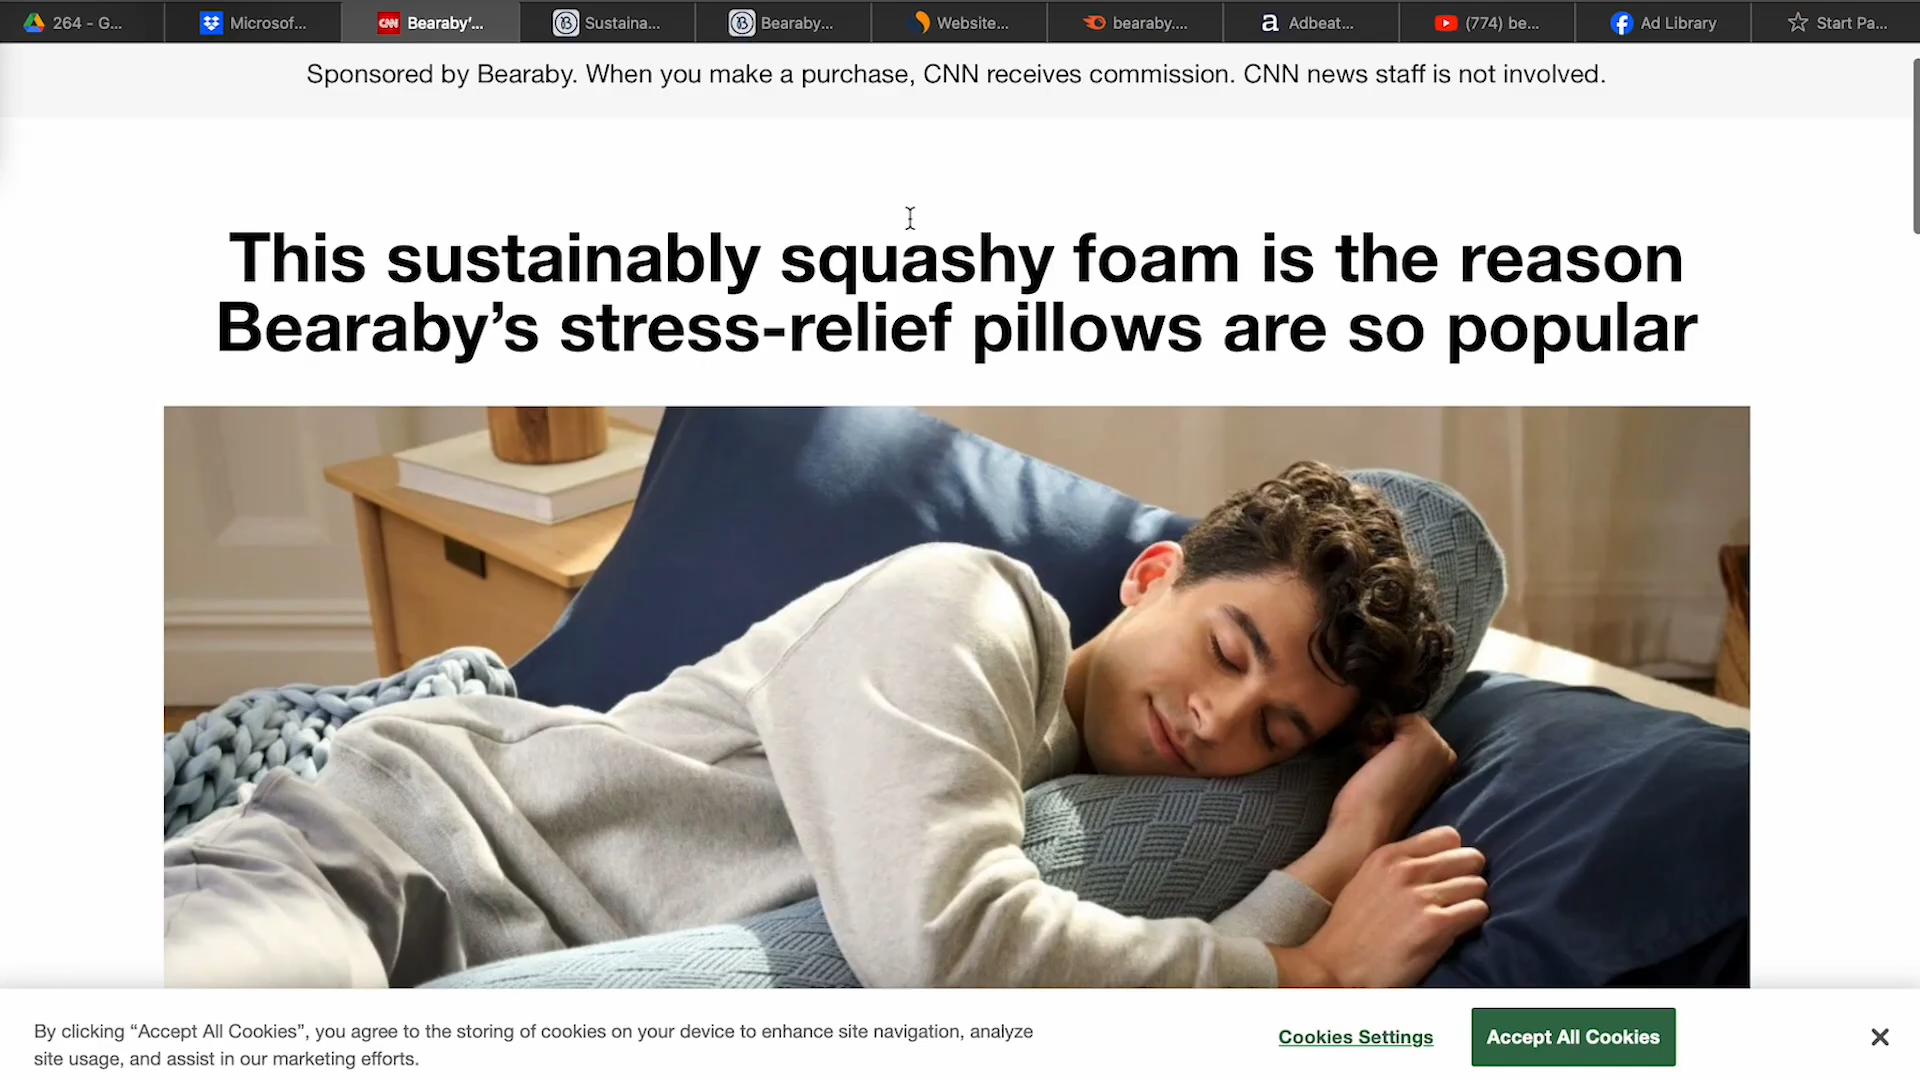 264 - G...
Microsof...
CNN Bearaby'...
B Sustaina...
B Bearaby...
Website...
bearaby....
a Adbeat...
(774) be...
Ad Library
Start Pa...
Sponsored by Bearaby. When you make a purchase, CNN receives commission. CNN news staff is not involved.
This sustainably squashy foam is the reason
Bearaby’s stress-relief pillows are so popular
By clicking “Accept All Cookies”, you agree to the storing of cookies on your device to enhance site navigation, analyze
site usage, and assist in our marketing efforts.
Cookies Settings
Accept All Cookies